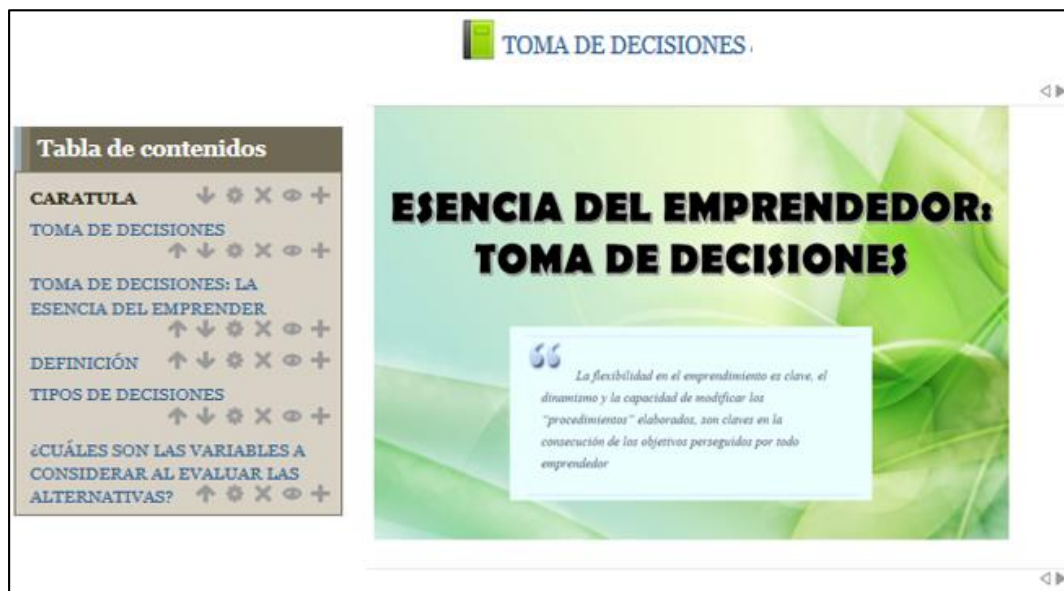 TOMA DE DECISIONES
Tabla de contenidos
CARATULA
TOMA DE DECISIONES
TOMA DE DECISIONES: LA
ESENCIA DEL EMPRENDER
DEFINICIÓN
TIPOS DE DECISIONES
¿CUÁLES SON LAS VARIABLES A
CONSIDERAR AL EVALUAR LAS
ALTERNATIVAS?
ESENCIA DEL EMPRENDEDOR:
TOMA DE DECISIONES
“ La flexibilidad en el emprendimiento es clave, el
dinamismo y la capacidad de modificar los
"procedimientos" elaborados, son claves en la
consecución de los objetivos perseguidos por todo
emprendedor